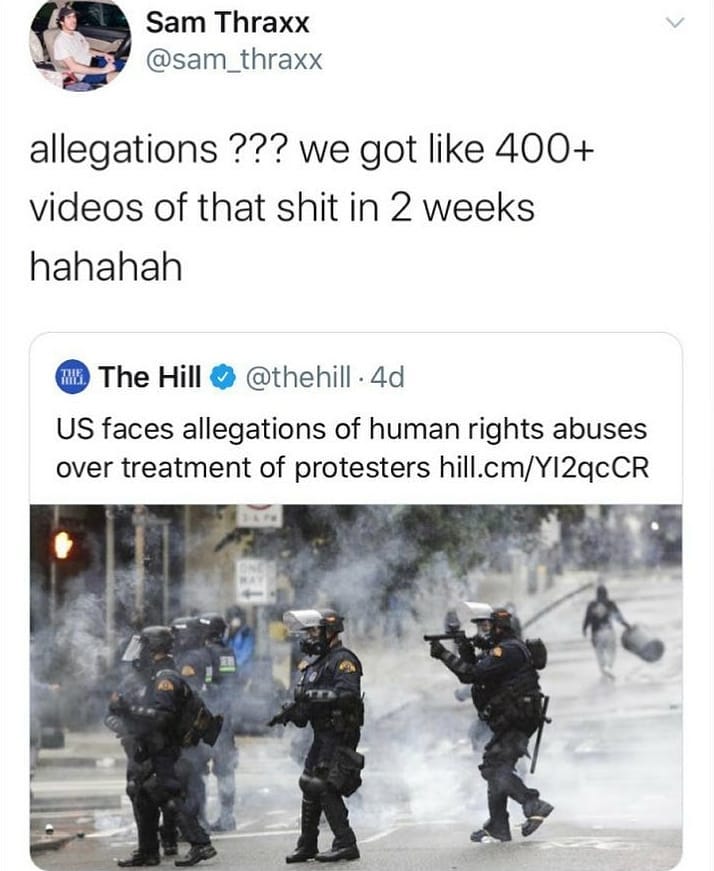 Sam Thraxx
@sam_thraxx
allegations ??? we got like 400+
videos of that shit in 2 weeks
hahahah
THE HILL
The Hill @thehill · 4d
US faces allegations of human rights abuses
over treatment of protesters hill.cm/YI2qcCR
ONE
WAY